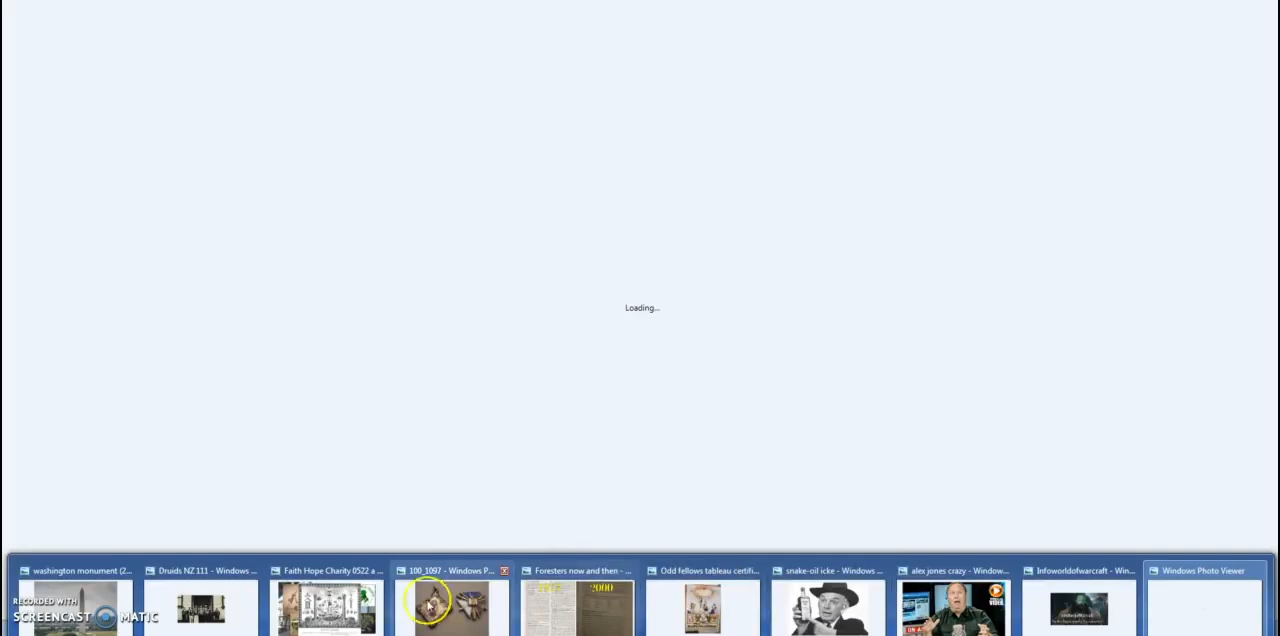 Loading...
washington monument (2...
Druids NZ 111 - Windows ...
Faith Hope Charity 0522 a ...
100_1097 - Windows P...
Foresters now and then - ...
Odd fellows tableau certifi...
snake-oil icke - Windows ...
alex jones crazy - Window...
Infoworldofwarcraft - Win...
Windows Photo Viewer
2000
RECORDED WITH
SCREENCAST MATIC